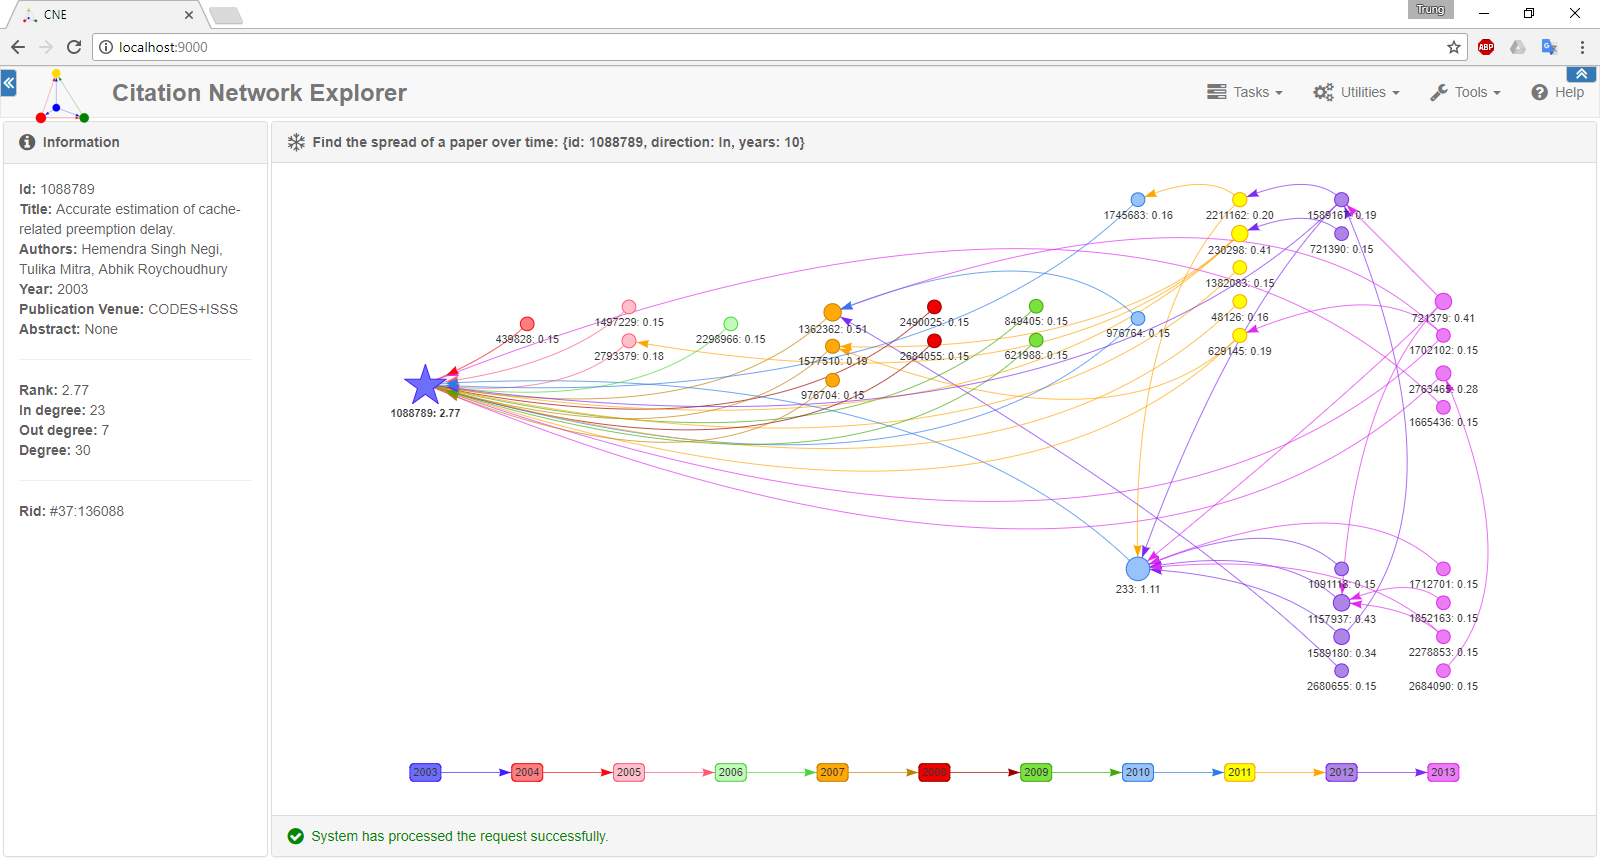 CNE
Trung
localhost:9000
ABP
Citation Network Explorer
Tasks
Utilities
Tools
Help
Information
Id: 1088789
Title: Accurate estimation of cache-
related preemption delay.
Authors: Hemendra Singh Negi,
Tulika Mitra, Abhik Roychoudhury
Year: 2003
Publication Venue: CODES+ISSS
Abstract: None
Rank: 2.77
In degree: 23
Out degree: 7
Degree: 30
Rid: #37:136088
Find the spread of a paper over time: {id: 1088789, direction: In, years: 10}
1745683: 0.16
2211162: 0.20
1589167: 0.19
230298: 0.41
721390: 0.15
1382083: 0.15
439828: 0.15
1497229: 0.15
2298966: 0.15
1362362: 0.51
2490025: 0.15
849405: 0.15
976764: 0.15
48126: 0.16
721379: 0.41
2793379: 0.18
1577510: 0.19
2684055: 0.15
621988: 0.15
629145: 0.19
1702102: 0.15
976704: 0.15
2763465: 0.28
1088789: 2.77
1665436: 0.15
233: 1.11
1091118: 0.15
1712701: 0.15
1157937: 0.43
1852163: 0.15
1589180: 0.34
2278853: 0.15
2680655: 0.15
2684090: 0.15
2003
2004
2005
2006
2007
2008
2009
2010
2011
2012
2013
System has processed the request successfully.